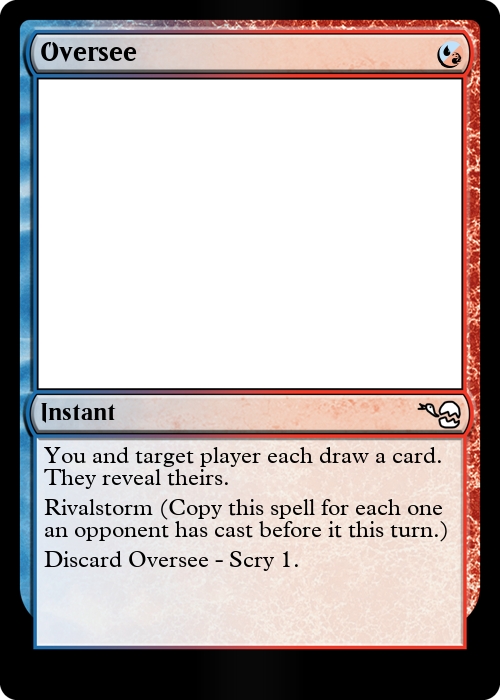 Oversee
Instant
You and target player each draw a card.
They reveal theirs.
Rivalstorm (Copy this spell for each one
an opponent has cast before it this turn.)
Discard Oversee - Scry 1.